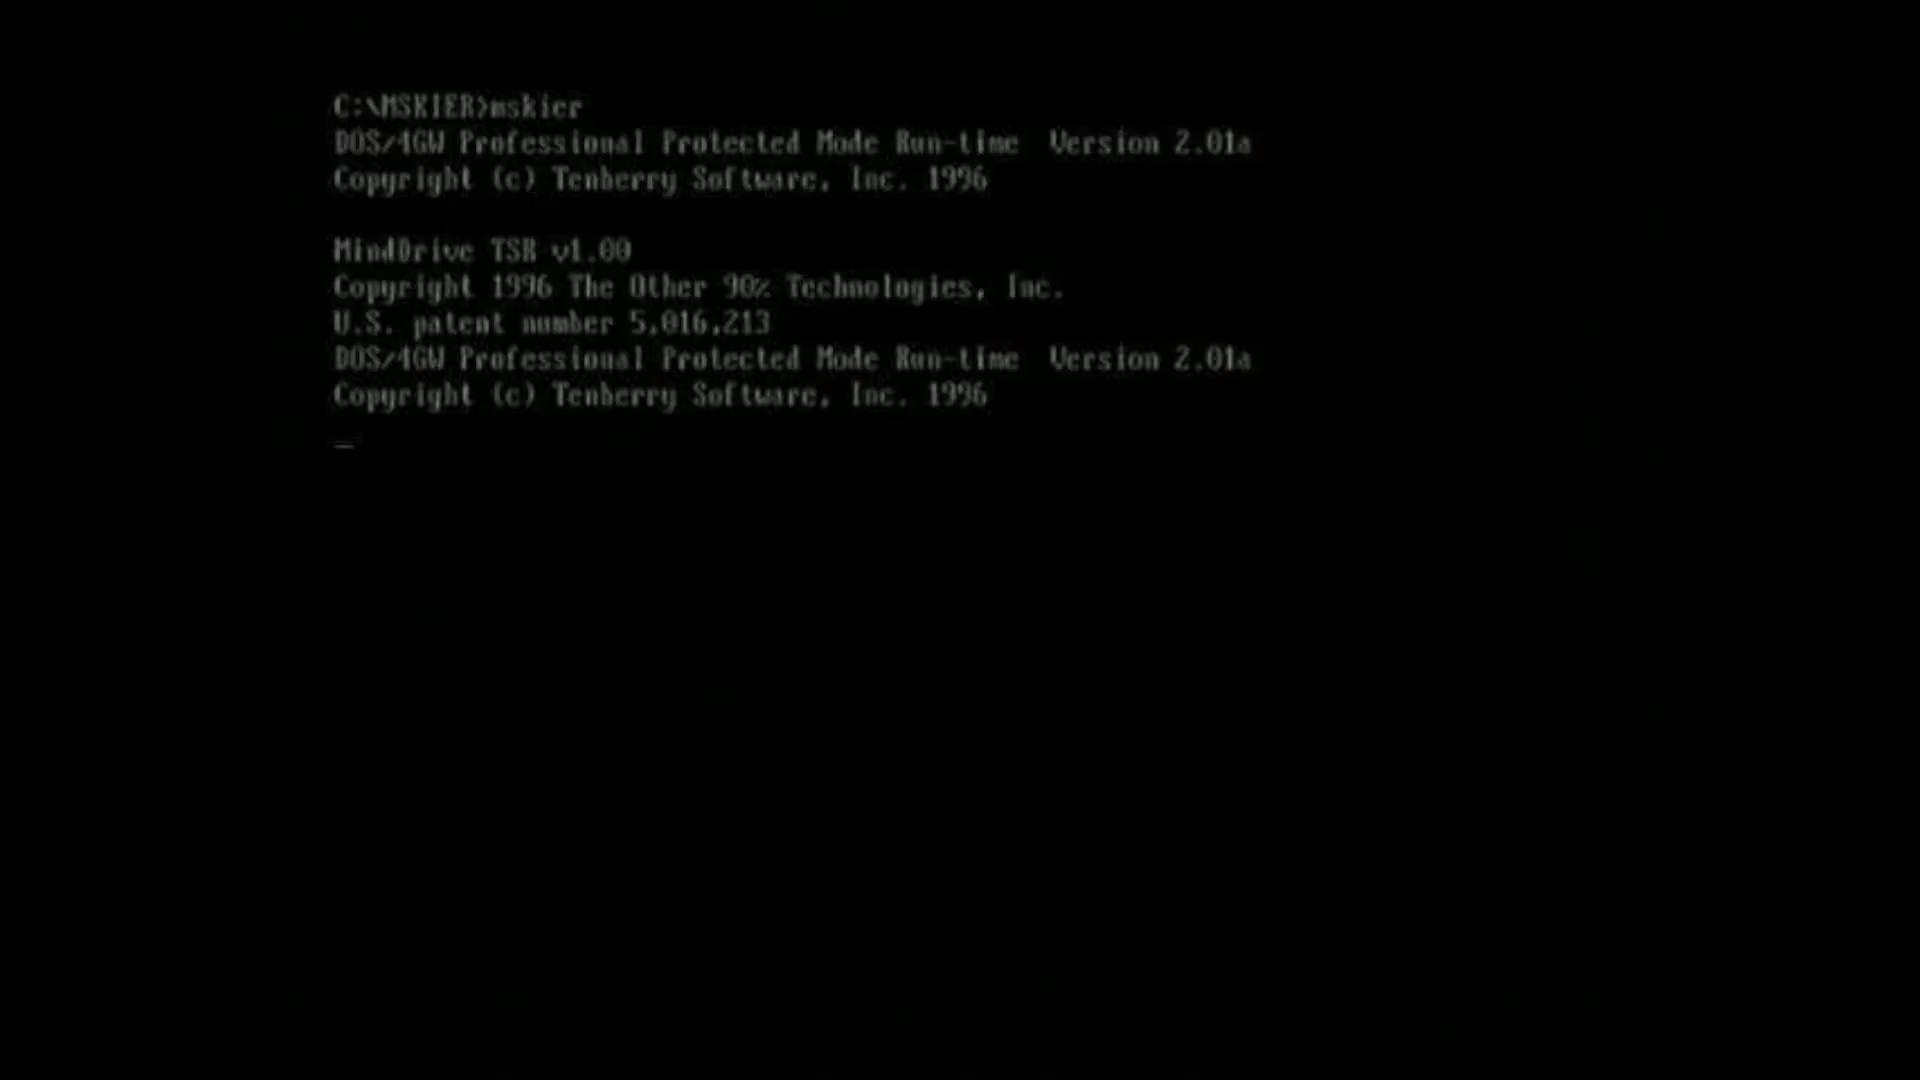 C:\MSKIER>mskier
DOS/4GW Professional Protected Mode Run-time  Version 2.01a
Copyright (c) Tenberry Software, Inc. 1996
MindDrive TSR v1.00
Copyright 1996 The Other 90% Technologies, Inc.
U.S. patent number 5,016,213
DOS/4GW Professional Protected Mode Run-time  Version 2.01a
Copyright (c) Tenberry Software, Inc. 1996
_